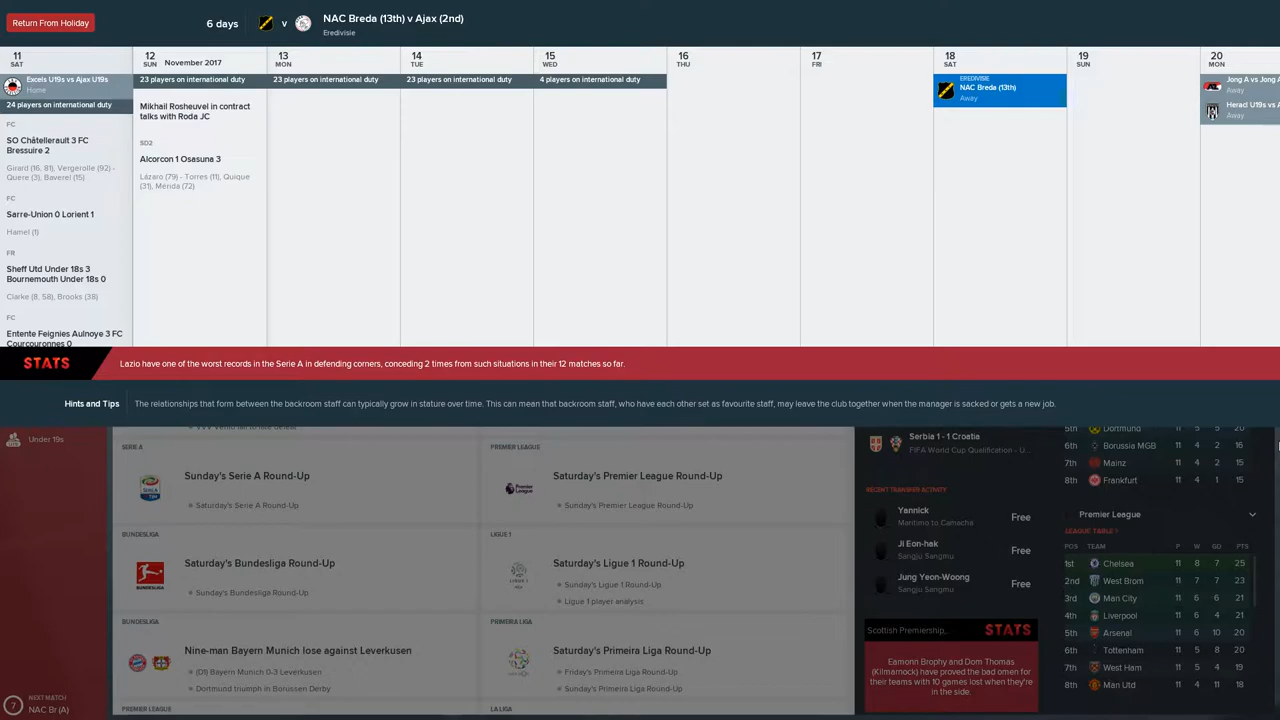 Return From Holiday
6 days
v
NAC Breda (13th) v Ajax (2nd)
Eredivisie
11
SAT
12
SUN
November 2017
13
MON
14
TUE
15
WED
16
THU
17
FRI
18
SAT
19
SUN
20
MON
Excels U19s vs Ajax U19s
Home
24 players on international duty
23 players on international duty
23 players on international duty
23 players on international duty
4 players on international duty
EREDIVISIE
NAC Breda (13th)
Away
Jong A vs Jong A
Away
Heracl U19s vs A
Away
FC
SO Châtellerault 3 FC
Bressuire 2
Girard (16, 81), Vergerolle (92) -
Quere (3), Baverel (15)
FC
Sarre-Union 0 Lorient 1
Hamel (1)
FR
Sheff Utd Under 18s 3
Bournemouth Under 18s 0
Clarke (8, 58), Brooks (38)
FC
Entente Feignies Aulnoye 3 FC
Courcouronnes 0
Mikhail Rosheuvel in contract
talks with Roda JC
SD2
Alcorcon 1 Osasuna 3
Lázaro (79) - Torres (11), Quique
(31), Mérida (72)
STATS
Lazio have one of the worst records in the Serie A in defending corners, conceding 2 times from such situations in their 12 matches so far.
Hints and Tips
The relationships that form between the backroom staff can typically grow in stature over time. This can mean that backroom staff, who have each other set as favourite staff, may leave the club together when the manager is sacked or gets a new job.
Under 19s
SERIE A
Sunday's Serie A Round-Up
Saturday's Serie A Round-Up
PREMIER LEAGUE
Saturday's Premier League Round-Up
Sunday's Premier League Round-Up
BUNDESLIGA
Saturday's Bundesliga Round-Up
Sunday's Bundesliga Round-Up
LIGUE 1
Saturday's Ligue 1 Round-Up
Sunday's Ligue 1 Round-Up
Ligue 1 player analysis
BUNDESLIGA
Nine-man Bayern Munich lose against Leverkusen
(D1) Bayern Munich 0-3 Leverkusen
Dortmund triumph in Borussen Derby
PRIMEIRA LIGA
Saturday's Primeira Liga Round-Up
Friday's Primeira Liga Round-Up
Sunday's Primeira Liga Round-Up
PREMIER LEAGUE
LA LIGA
Serbia 1 - 1 Croatia
FIFA World Cup Qualification - U...
RECENT TRANSFER ACTIVITY
Yannick
Marítimo to Camacha
Free
Ji Eon-hak
Sangju Sangmu
Free
Jung Yeon-Woong
Sangju Sangmu
Free
Scottish Premiership,
STATS
Eamonn Brophy and Dom Thomas
(Kilmarnock) have proved the bad omen for
their teams with 10 games lost when they're
in the side.
5th Dortmund 11 5 5 20
6th Borussia MGB 11 4 2 16
7th Mainz 11 4 2 15
8th Frankfurt 11 4 1 15
Premier League
LEAGUE TABLE
POS TEAM P W GD PTS
1st Chelsea 11 8 7 25
2nd West Brom 11 7 7 23
3rd Man City 11 6 6 21
4th Liverpool 11 6 4 21
5th Arsenal 11 6 10 20
6th Tottenham 11 5 8 20
7th West Ham 11 5 4 19
8th Man Utd 11 4 11 18
7
NEXT MATCH
NAC Br (A)